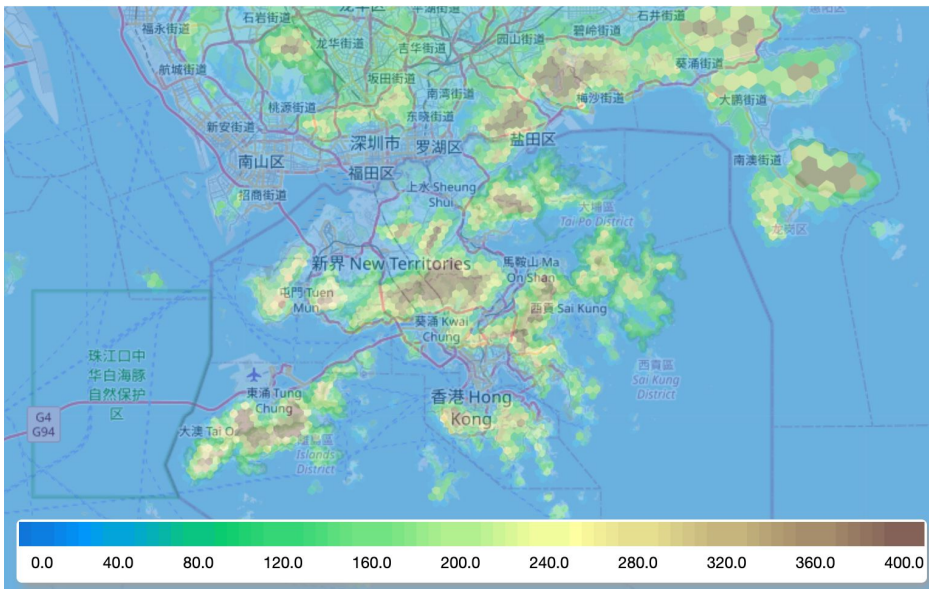 石岩街道
石井街道
福永街道
碧岭街道
龙华街道
吉华街道
园山街道
航城街道
坂田街道
葵涌街道
南湾街道
梅沙街道
大鹏街道
桃源街道
东晓街道
新安街道
深圳市
罗湖区
盐田区
南山区
福田区
南澳街道
招商街道
上水 Sheung
Shui
大埔區
Tai Po District
龙岗区
新界 New Territories
馬鞍山 Ma
On Shan
屯門 Tuen
Mun
西貢 Sai Kung
葵涌 Kwai
Chung
珠江口中
华白海豚
自然保护
区
西貢區
Sai Kung
District
東涌 Tung
Chung
香港 Hong
Kong
G4
G94
大澳 Tai O
離島區
Islands
District
0.0 40.0 80.0 120.0 160.0 200.0 240.0 280.0 320.0 360.0 400.0